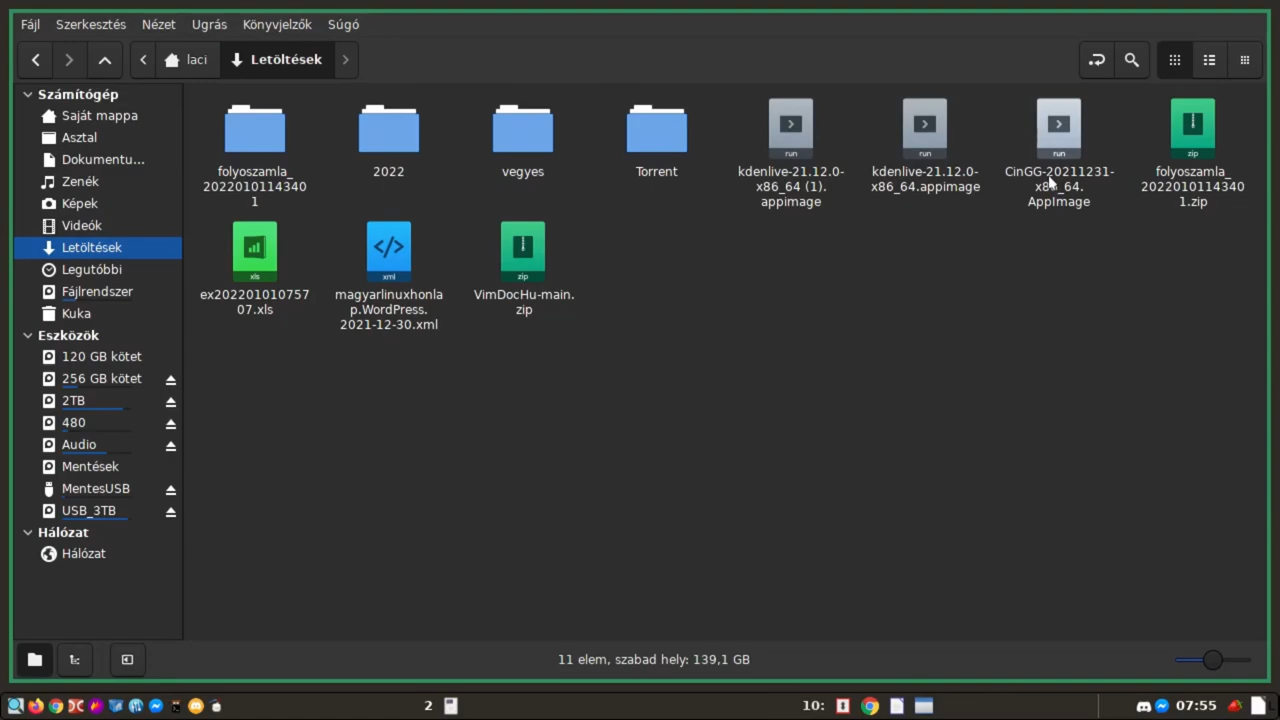 Fájl Szerkesztés Nézet Ugrás Könyvjelzők Súgó
laci Letöltések
Számítógép
Saját mappa
Asztal
Dokumentu...
Zenék
Képek
Videók
Letöltések
Legutóbbi
Fájlrendszer
Kuka
Eszközök
120 GB kötet
256 GB kötet
2TB
480
Audio
Mentések
MentesUSB
USB_3TB
Hálózat
Hálózat
run run run zip
folyoszamla_
2022010114340
1
2022
vegyes
Torrent
kdenlive-21.12.0-
x86_64 (1).
appimage
kdenlive-21.12.0-
x86_64.appimage
CinGG-20211231-
x86_64.
AppImage
folyoszamla_
2022010114340
1.zip
xls xml zip
ex202201010757
07.xls
magyarlinuxhonla
p.WordPress.
2021-12-30.xml
VimDocHu-main.
zip
11 elem, szabad hely: 139,1 GB
2 10: 07:55